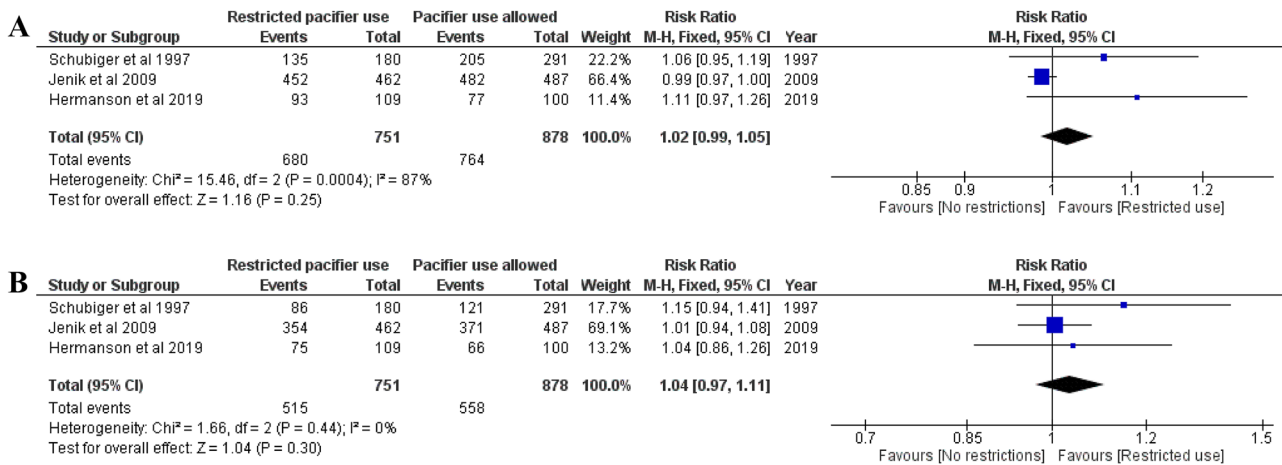 A
Restricted pacifier use Pacifier use allowed Risk Ratio Risk Ratio
Study or Subgroup Events Total Events Total Weight M-H, Fixed, 95% CI Year M-H, Fixed, 95% CI
Schubiger et al 1997 135 180 205 291 22.2% 1.06 [0.95, 1.19] 1997
Jenik et al 2009 452 462 482 487 66.4% 0.99 [0.97, 1.00] 2009
Hermanson et al 2019 93 109 77 100 11.4% 1.11 [0.97, 1.26] 2019
Total (95% CI) 751 878 100.0% 1.02 [0.99, 1.05]
Total events 680 764
Heterogeneity: Chi² = 15.46, df = 2 (P = 0.0004); I² = 87%
Test for overall effect: Z = 1.16 (P = 0.25)
0.85 0.9 1 1.1 1.2
Favours [No restrictions] Favours [Restricted use]
B
Restricted pacifier use Pacifier use allowed Risk Ratio Risk Ratio
Study or Subgroup Events Total Events Total Weight M-H, Fixed, 95% CI Year M-H, Fixed, 95% CI
Schubiger et al 1997 86 180 121 291 17.7% 1.15 [0.94, 1.41] 1997
Jenik et al 2009 354 462 371 487 69.1% 1.01 [0.94, 1.08] 2009
Hermanson et al 2019 75 109 66 100 13.2% 1.04 [0.86, 1.26] 2019
Total (95% CI) 751 878 100.0% 1.04 [0.97, 1.11]
Total events 515 558
Heterogeneity: Chi² = 1.66, df = 2 (P = 0.44); I² = 0%
Test for overall effect: Z = 1.04 (P = 0.30)
0.7 0.85 1 1.2 1.5
Favours [No restrictions] Favours [Restricted use]